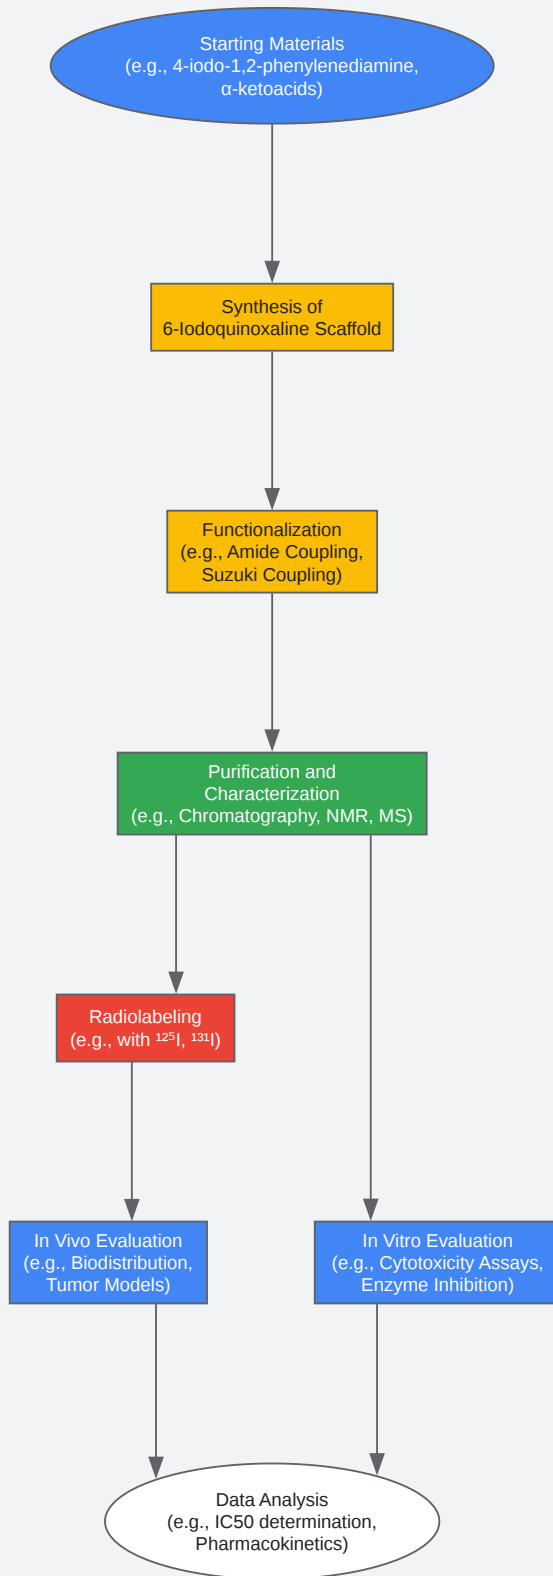 Starting Materials
(e.g., 4-iodo-1,2-phenylenediamine,
α-ketoacids)
Synthesis of
6-Iodoquinoxaline Scaffold
Functionalization
(e.g., Amide Coupling,
Suzuki Coupling)
Purification and
Characterization
(e.g., Chromatography, NMR, MS)
Radiolabeling
(e.g., with ¹²⁵I, ¹³¹I)
In Vivo Evaluation
(e.g., Biodistribution,
Tumor Models)
In Vitro Evaluation
(e.g., Cytotoxicity Assays,
Enzyme Inhibition)
Data Analysis
(e.g., IC50 determination,
Pharmacokinetics)